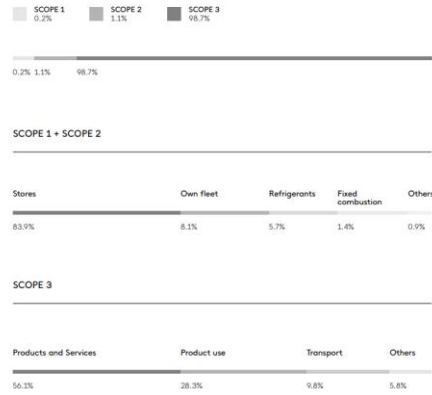 SCOPE 1 SCOPE 2 SCOPE 3
0.2% 1.1% 98.7%
0.2% 1.1% 98.7%
SCOPE 1 + SCOPE 2
Stores Own fleet Refrigerants Fixed combustion Others
83.9% 8.1% 5.7% 1.4% 0.9%
SCOPE 3
Products and Services Product use Transport Others
56.1% 28.3% 9.8% 5.8%